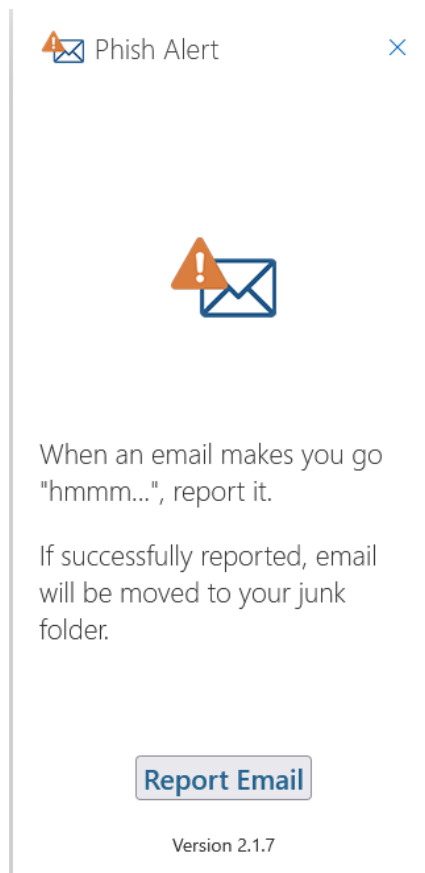 Phish Alert
When an email makes you go
"hmmm...", report it.
If successfully reported, email
will be moved to your junk
folder.
Report Email
Version 2.1.7